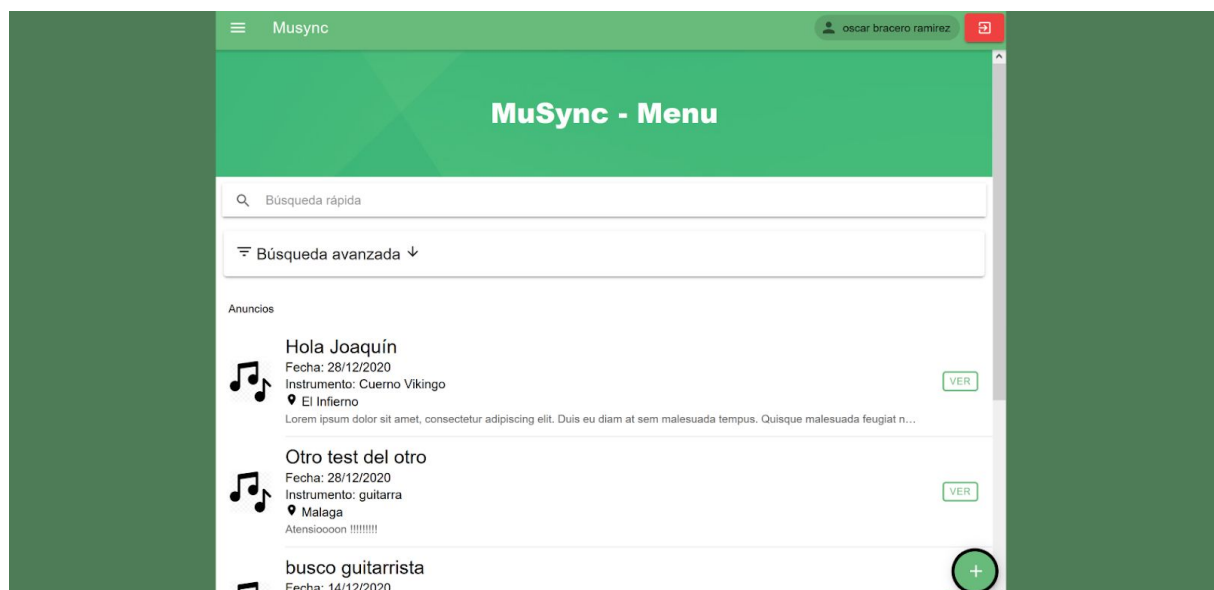 Musync
oscar bracero ramirez
MuSync - Menu
Búsqueda rápida
Búsqueda avanzada
Anuncios
Hola Joaquín
Fecha: 28/12/2020
Instrumento: Cuerno Vikingo
El Infierno
Lorem ipsum dolor sit amet, consectetur adipiscing elit. Duis eu diam at sem malesuada tempus. Quisque malesuada feugiat n...
VER
Otro test del otro
Fecha: 28/12/2020
Instrumento: guitarra
Malaga
Atensioooon !!!!!!!!!
VER
busco guitarrista
Fecha: 14/12/2020